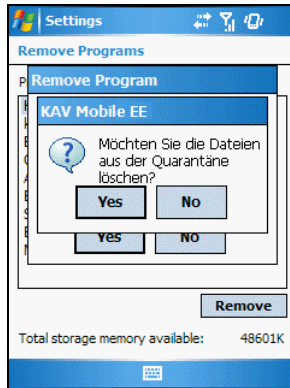 Settings
Remove Programs
P
Remove Program
KAV Mobile EE
Möchten Sie die Dateien
aus der Quarantäne
löschen?
Yes No
Yes No
Remove
Total storage memory available: 48601K